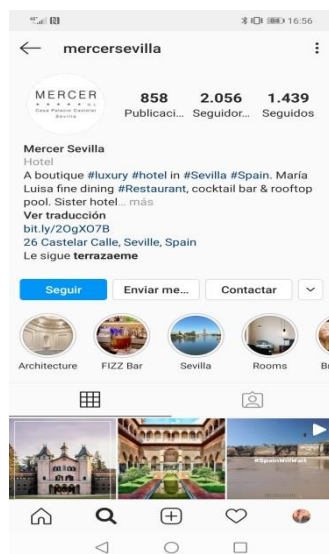 16:56
mercersevilla
MERCER
Casa Palacio Castelar
Sevilla
858 2.056 1.439
Publicaci... Seguidor... Seguidos
Mercer Sevilla
Hotel
A boutique #luxury #hotel in #Sevilla #Spain. María
Luisa fine dining #Restaurant, cocktail bar & rooftop
pool. Sister hotel... más
Ver traducción
bit.ly/2OgXO7B
26 Castelar Calle, Seville, Spain
Le sigue terrazaeme
Seguir Enviar me... Contactar
Architecture FIZZ Bar Sevilla Rooms
#SpainWillWait